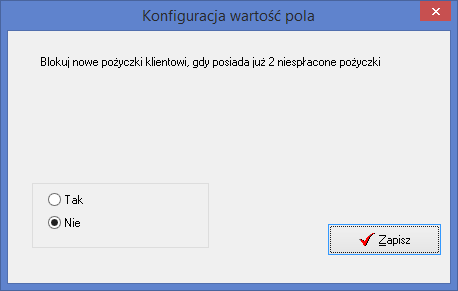 Konfiguracja wartość pola
Blokuj nowe pożyczki klientowi, gdy posiada już 2 niespłacone pożyczki
Tak
Nie
Zapisz